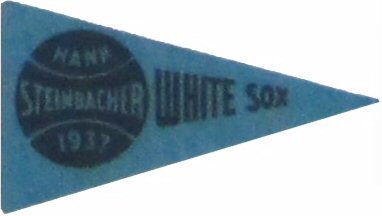 HANK
STEINBACHER
1937
WHITE SOX